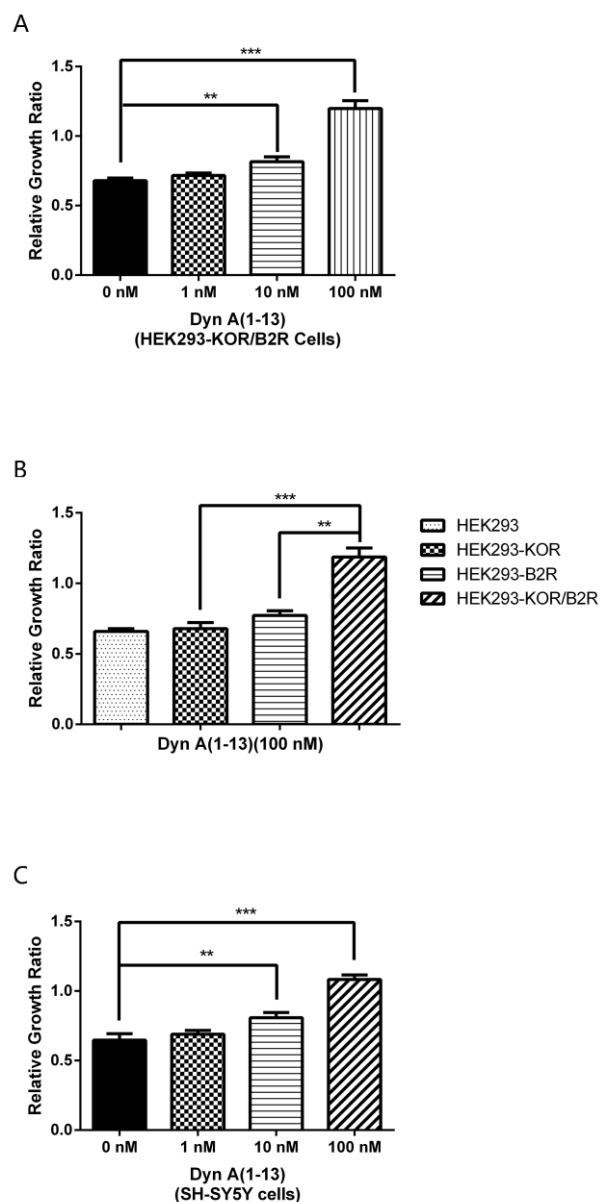 A
***
**
1.5
1.0
0.5
0.0
Relative Growth Ratio
0 nM 1 nM 10 nM 100 nM
Dyn A(1-13)
(HEK293-KOR/B2R Cells)
B
***
**
1.5
1.0
0.5
0.0
Relative Growth Ratio
Dyn A(1-13)(100 nM)
HEK293
HEK293-KOR
HEK293-B2R
HEK293-KOR/B2R
C
***
**
1.5
1.0
0.5
0.0
Relative Growth Ratio
0 nM 1 nM 10 nM 100 nM
Dyn A(1-13)
(SH-SY5Y cells)